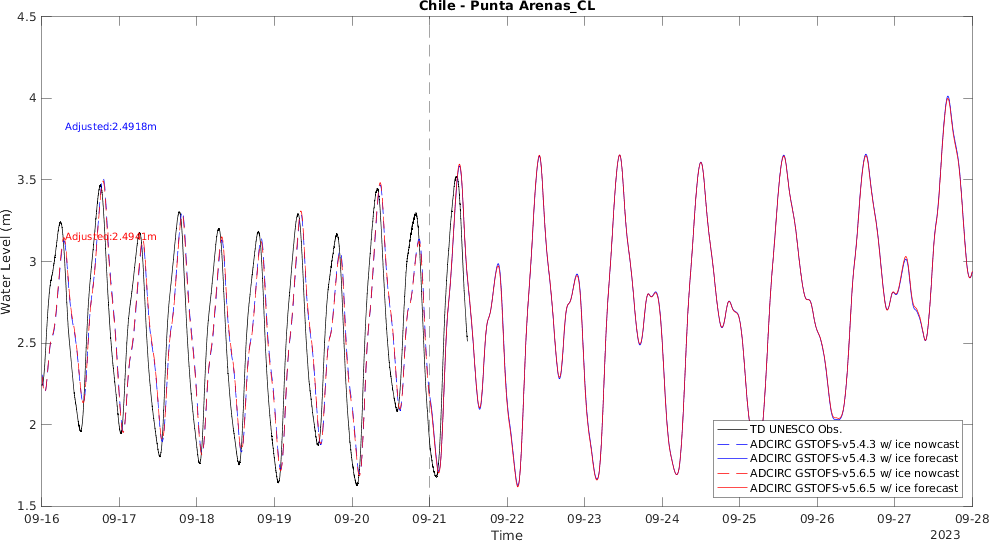 Chile - Punta Arenas_CL
4.5
4
3.5
3
2.5
2
1.5
Water Level (m)
Adjusted:2.4918m
Adjusted:2.4941m
TD UNESCO Obs.
ADCIRC GSTOFS-v5.4.3 w/ ice nowcast
ADCIRC GSTOFS-v5.4.3 w/ ice forecast
ADCIRC GSTOFS-v5.6.5 w/ ice nowcast
ADCIRC GSTOFS-v5.6.5 w/ ice forecast
09-16 09-17 09-18 09-19 09-20 09-21 09-22 09-23 09-24 09-25 09-26 09-27 09-28
Time
2023